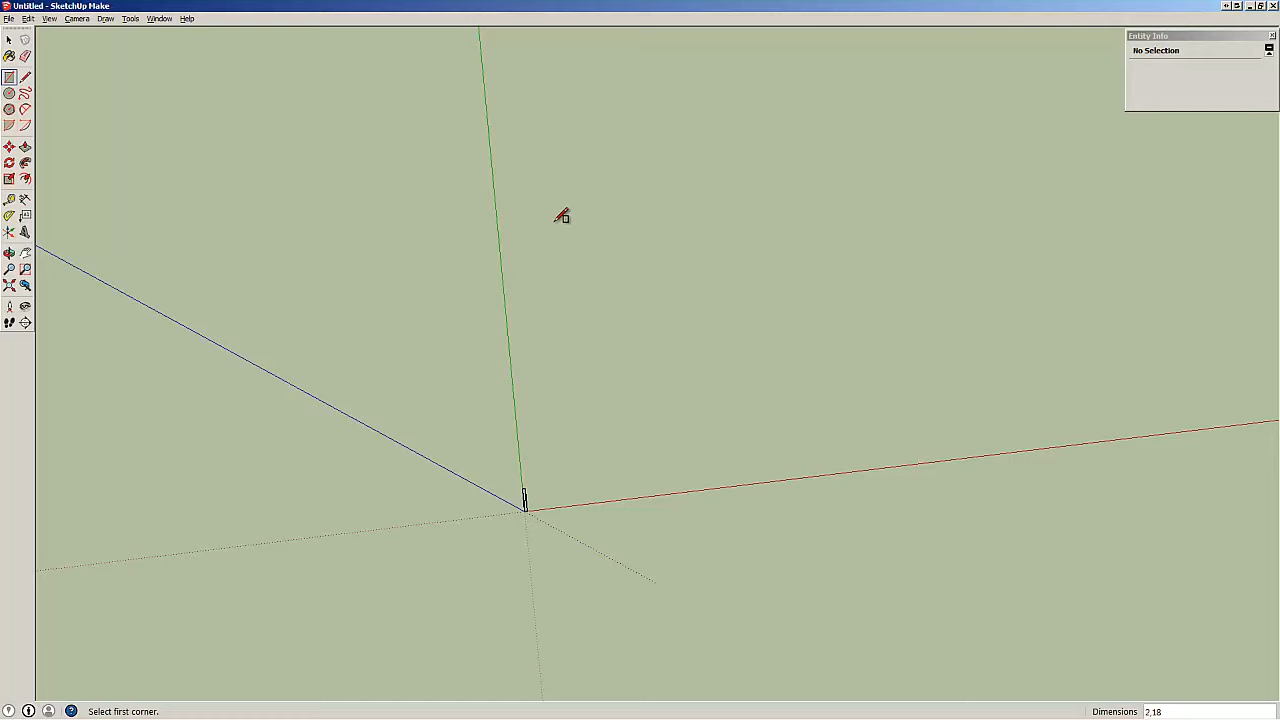 Untitled - SketchUp Make
File Edit View Camera Draw Tools Window Help
Entity Info
No Selection
Select first corner.
Dimensions 2,18